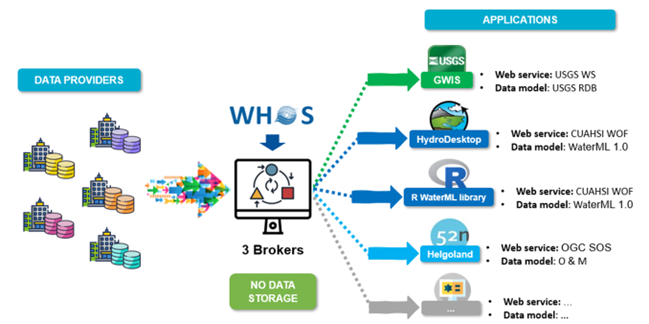 APPLICATIONS
DATA PROVIDERS
USGS
GWIS
• Web service: USGS WS
• Data model: USGS RDB
WHOS
HydroDesktop
• Web service: CUAHSI WOF
• Data model: WaterML 1.0
R
R WaterML library
• Web service: CUAHSI WOF
• Data model: WaterML 1.0
3 Brokers
52n
Helgoland
• Web service: OGC SOS
• Data model: O & M
NO DATA
STORAGE
...
• Web service: ...
• Data model: ...